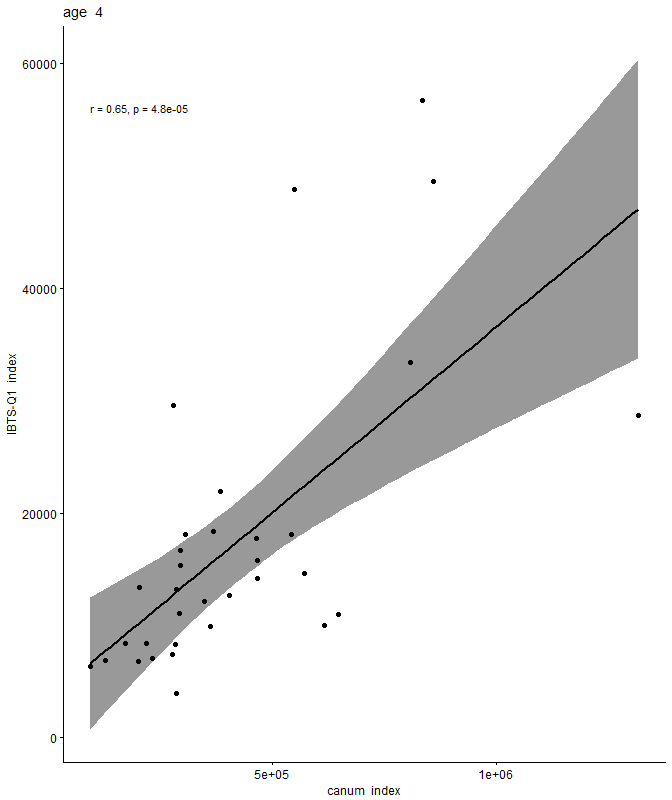 age 4
60000
r = 0.65, p = 4.8e-05
40000
IBTS-Q1 index
20000
0
5e+05 1e+06
canum index